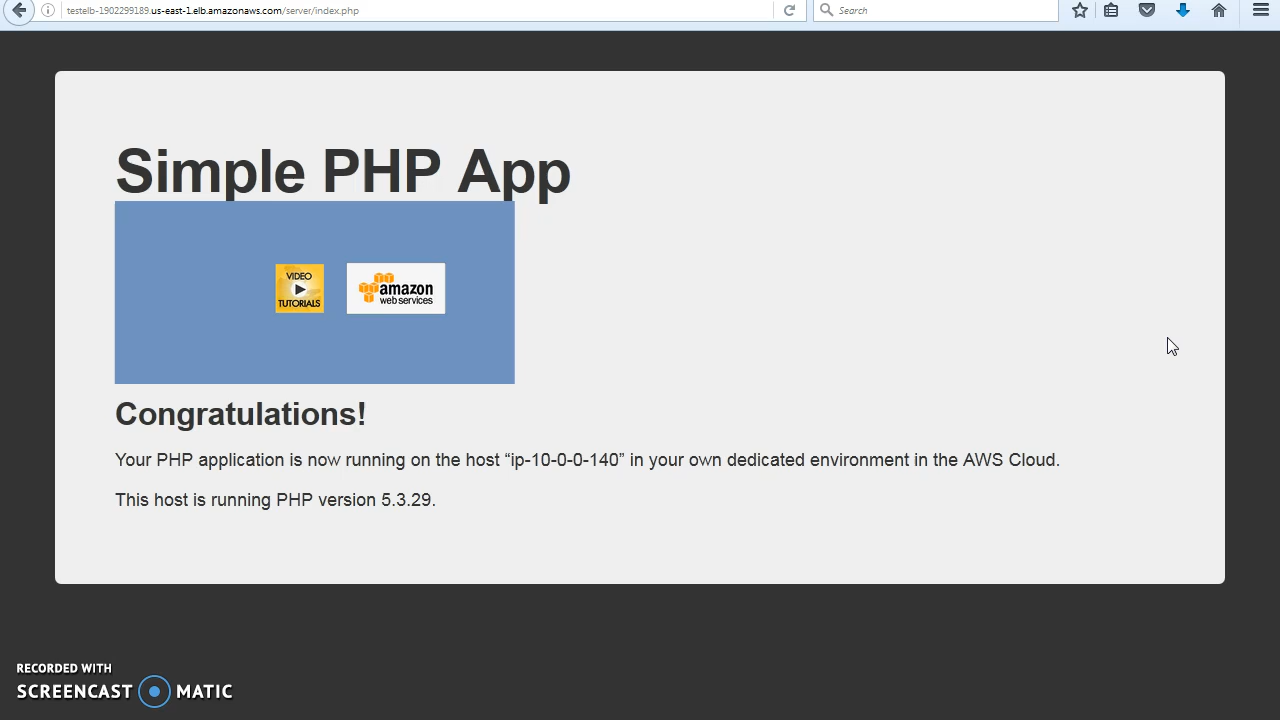 testelb-1902299189.us-east-1.elb.amazonaws.com/server/index.php
Search
Simple PHP App
VIDEO
TUTORIALS
amazon
web services
Congratulations!
Your PHP application is now running on the host “ip-10-0-0-140” in your own dedicated environment in the AWS Cloud.
This host is running PHP version 5.3.29.
RECORDED WITH
SCREENCAST MATIC